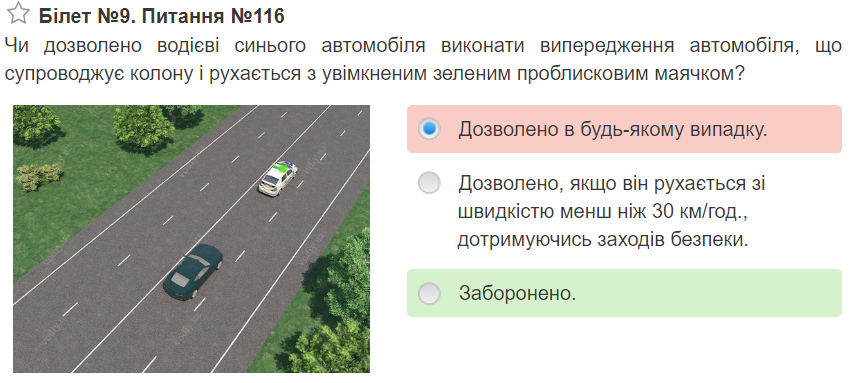 Білет №9. Питання №116
Чи дозволено водієві синього автомобіля виконати випередження автомобіля, що
супроводжує колону і рухається з увімкненим зеленим проблисковим маячком?
Дозволено в будь-якому випадку.
Дозволено, якщо він рухається зі
швидкістю менш ніж 30 км/год.,
дотримуючись заходів безпеки.
Заборонено.